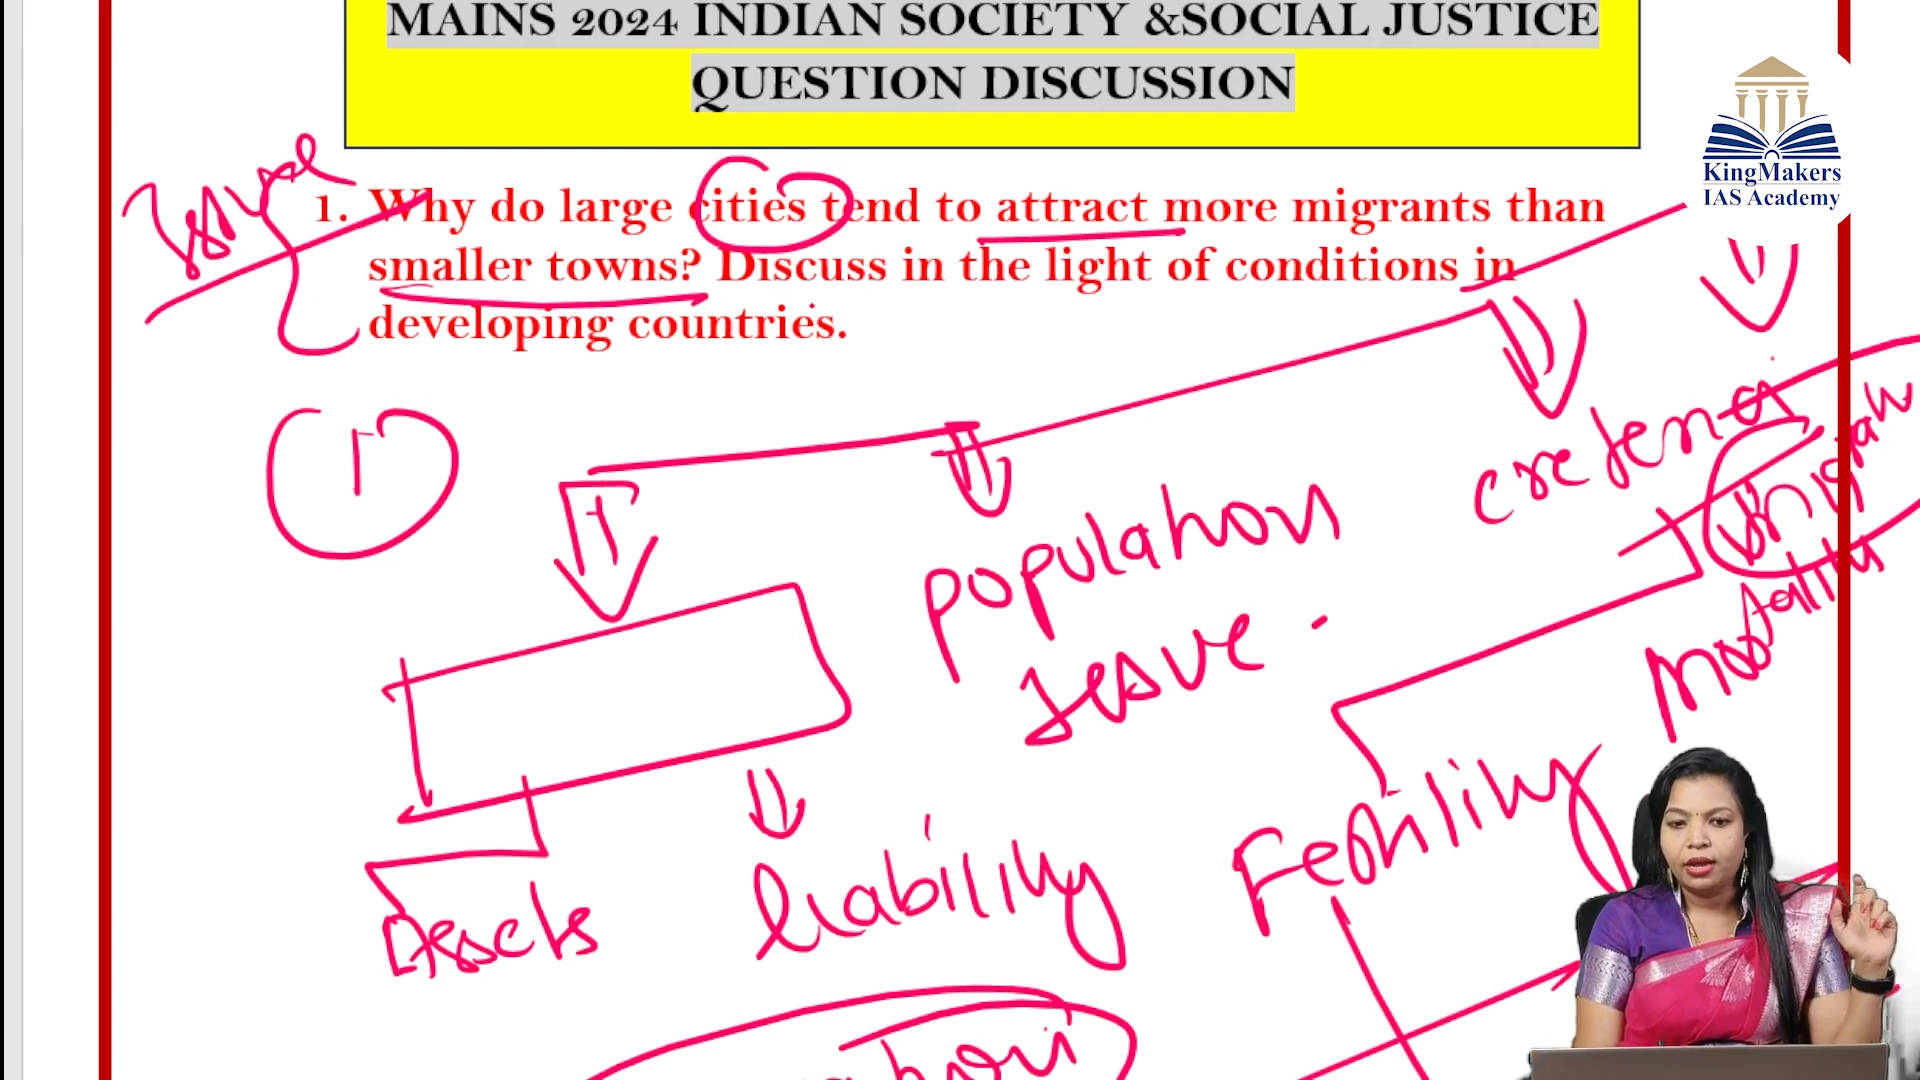 MAINS 2024 INDIAN SOCIETY &SOCIAL JUSTICE
QUESTION DISCUSSION
KingMakers
IAS Academy
1. Why do large cities tend to attract more migrants than
smaller towns? Discuss in the light of conditions in
developing countries.
1
population
Assets
liability
Fertility
Mortality